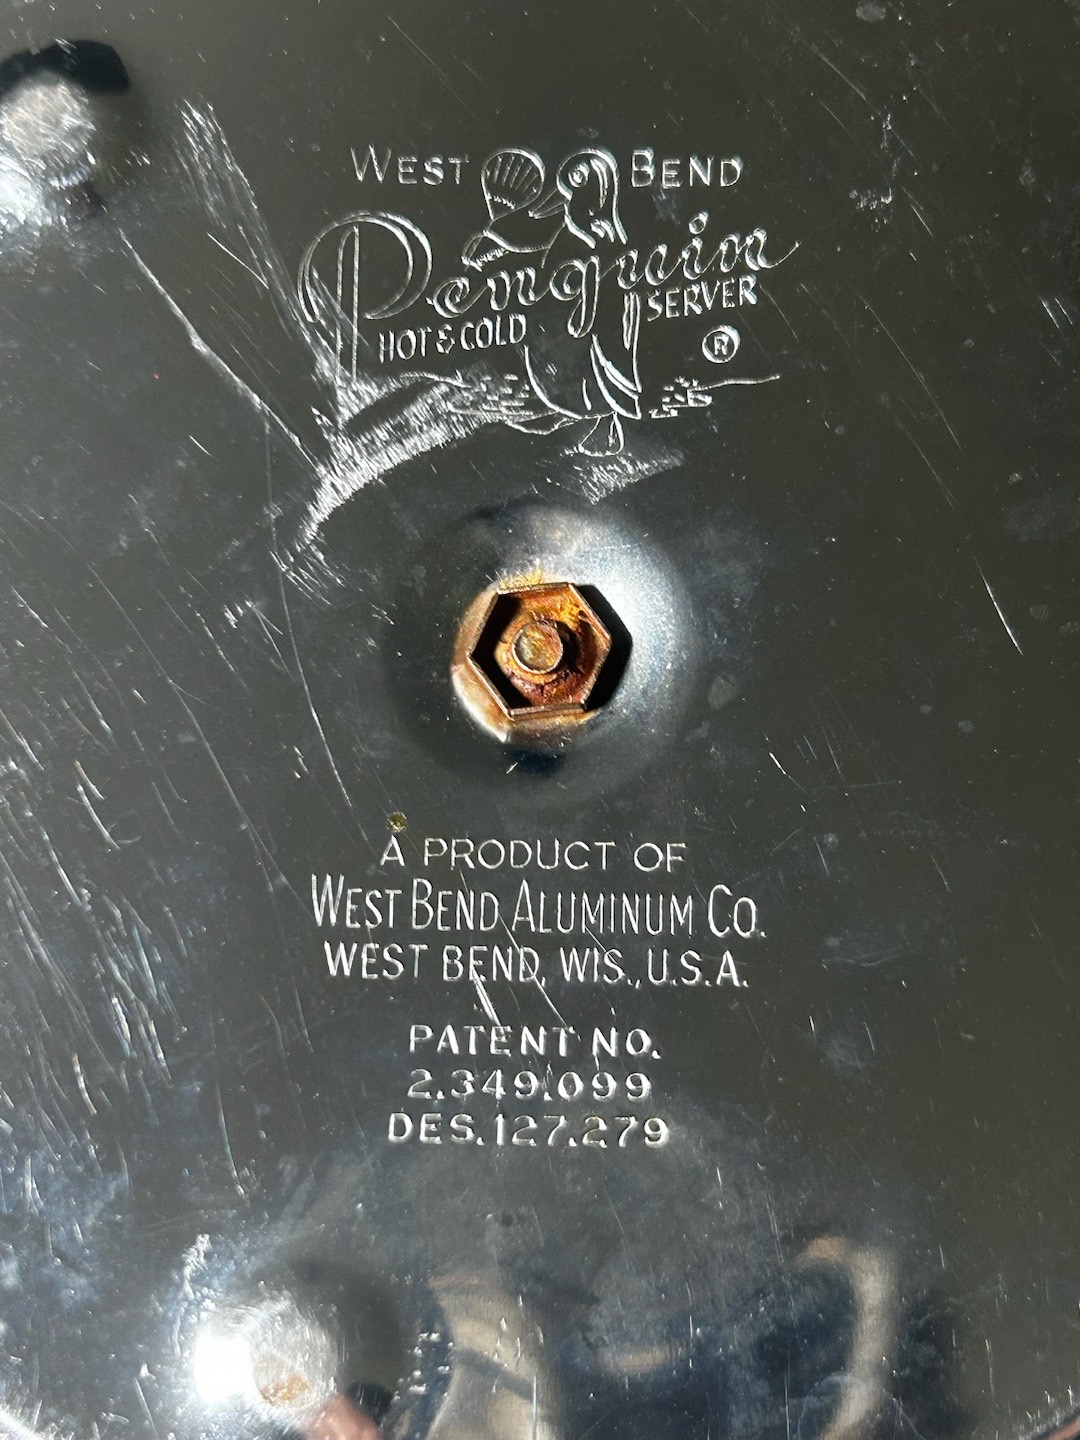 WEST BEND
Penguin
HOT & COLD SERVER
®
A PRODUCT OF
WEST BEND ALUMINUM CO.
WEST BEND, WIS., U.S.A.
PATENT NO.
2,349,099
DES. 127,279